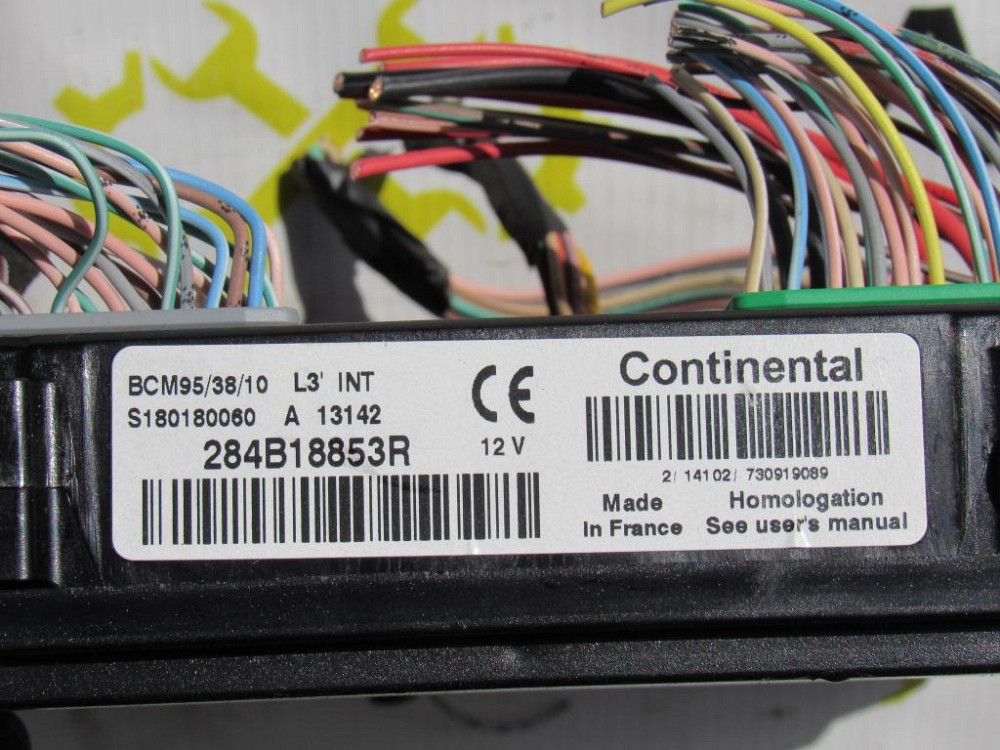 BCM95/38/10 L3' INT
S180180060 A 13142
284B18853R
CE
12 V
Continental
2/ 14102/ 730919089
Made
In France
Homologation
See user's manual